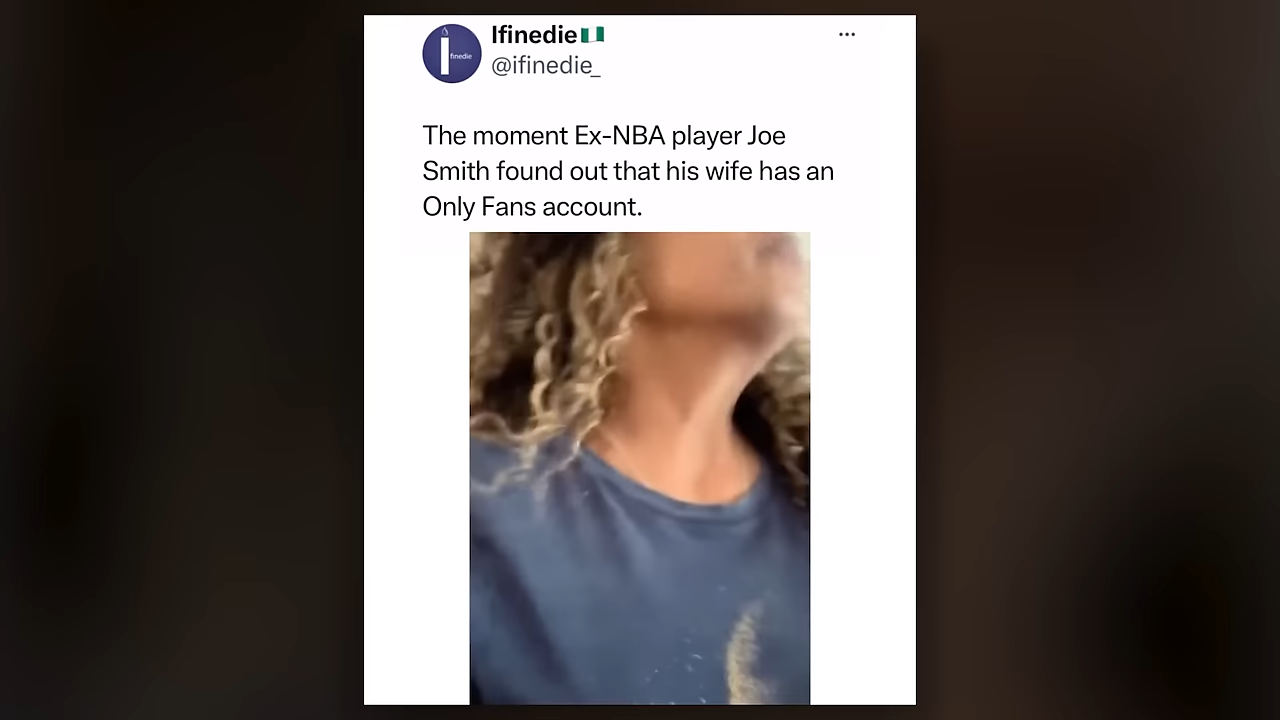 Ifinedie🇳🇬
@ifinedie_
finedie
The moment Ex-NBA player Joe
Smith found out that his wife has an
Only Fans account.